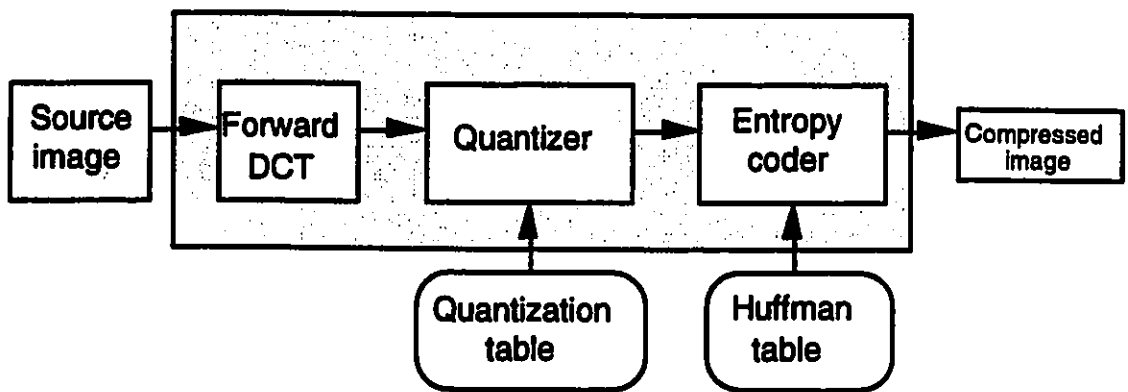 Source
image
Forward
DCT
Quantizer
Entropy
coder
Compressed
image
Quantization
table
Huffman
table